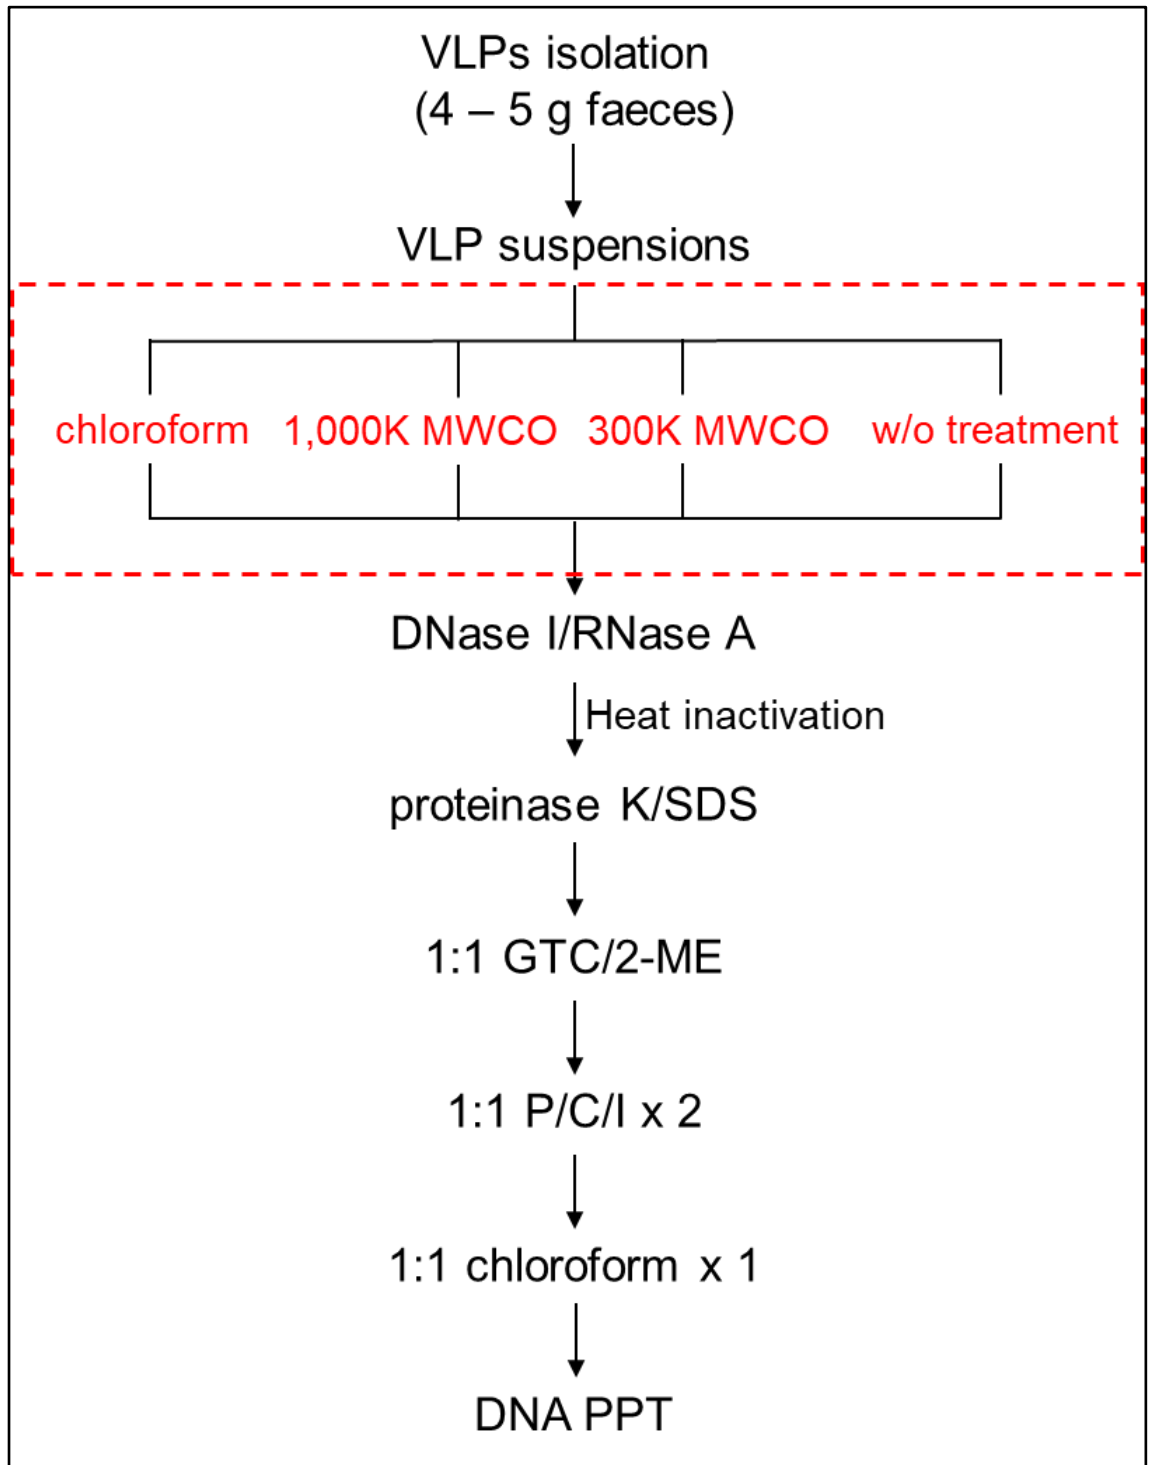 VLPs isolation
(4 – 5 g faeces)
VLP suspensions
chloroform 1,000K MWCO 300K MWCO w/o treatment
DNase I/RNase A
Heat inactivation
proteinase K/SDS
1:1 GTC/2-ME
1:1 P/C/I x 2
1:1 chloroform x 1
DNA PPT